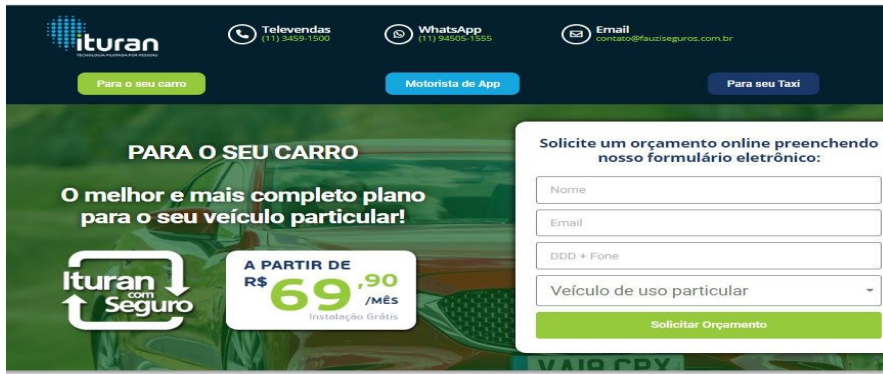 ituran
TECNOLOGIA PILOTADA POR PESSOAS
Televendas
(11) 3459-1500
WhatsApp
(11) 94505-1555
Email
contato@fauziseguros.com.br
Para o seu carro
Motorista de App
Para seu Taxi
PARA O SEU CARRO
O melhor e mais completo plano
para o seu veículo particular!
Ituran
com
Seguro
A PARTIR DE
R$ 69,90
/MÊS
Instalação Grátis
Solicite um orçamento online preenchendo
nosso formulário eletrônico:
Nome
Email
DDD + Fone
Veículo de uso particular
Solicitar Orçamento